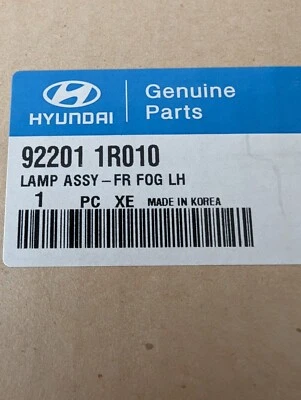 HYUNDAI
Genuine
Parts
92201 1R010
LAMP ASSY-FR FOG LH
1 PC XE MADE IN KOREA